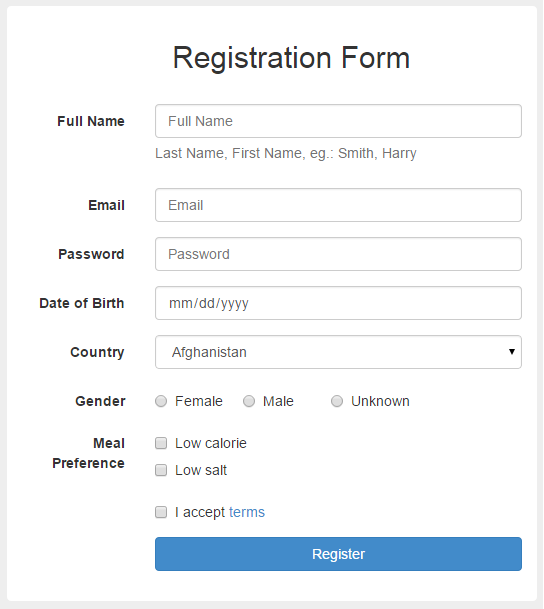 Registration Form
Full Name Full Name
Last Name, First Name, eg.: Smith, Harry
Email Email
Password Password
Date of Birth mm/dd/yyyy
Country Afghanistan
Gender Female Male Unknown
Meal Preference
Low calorie
Low salt
I accept terms
Register